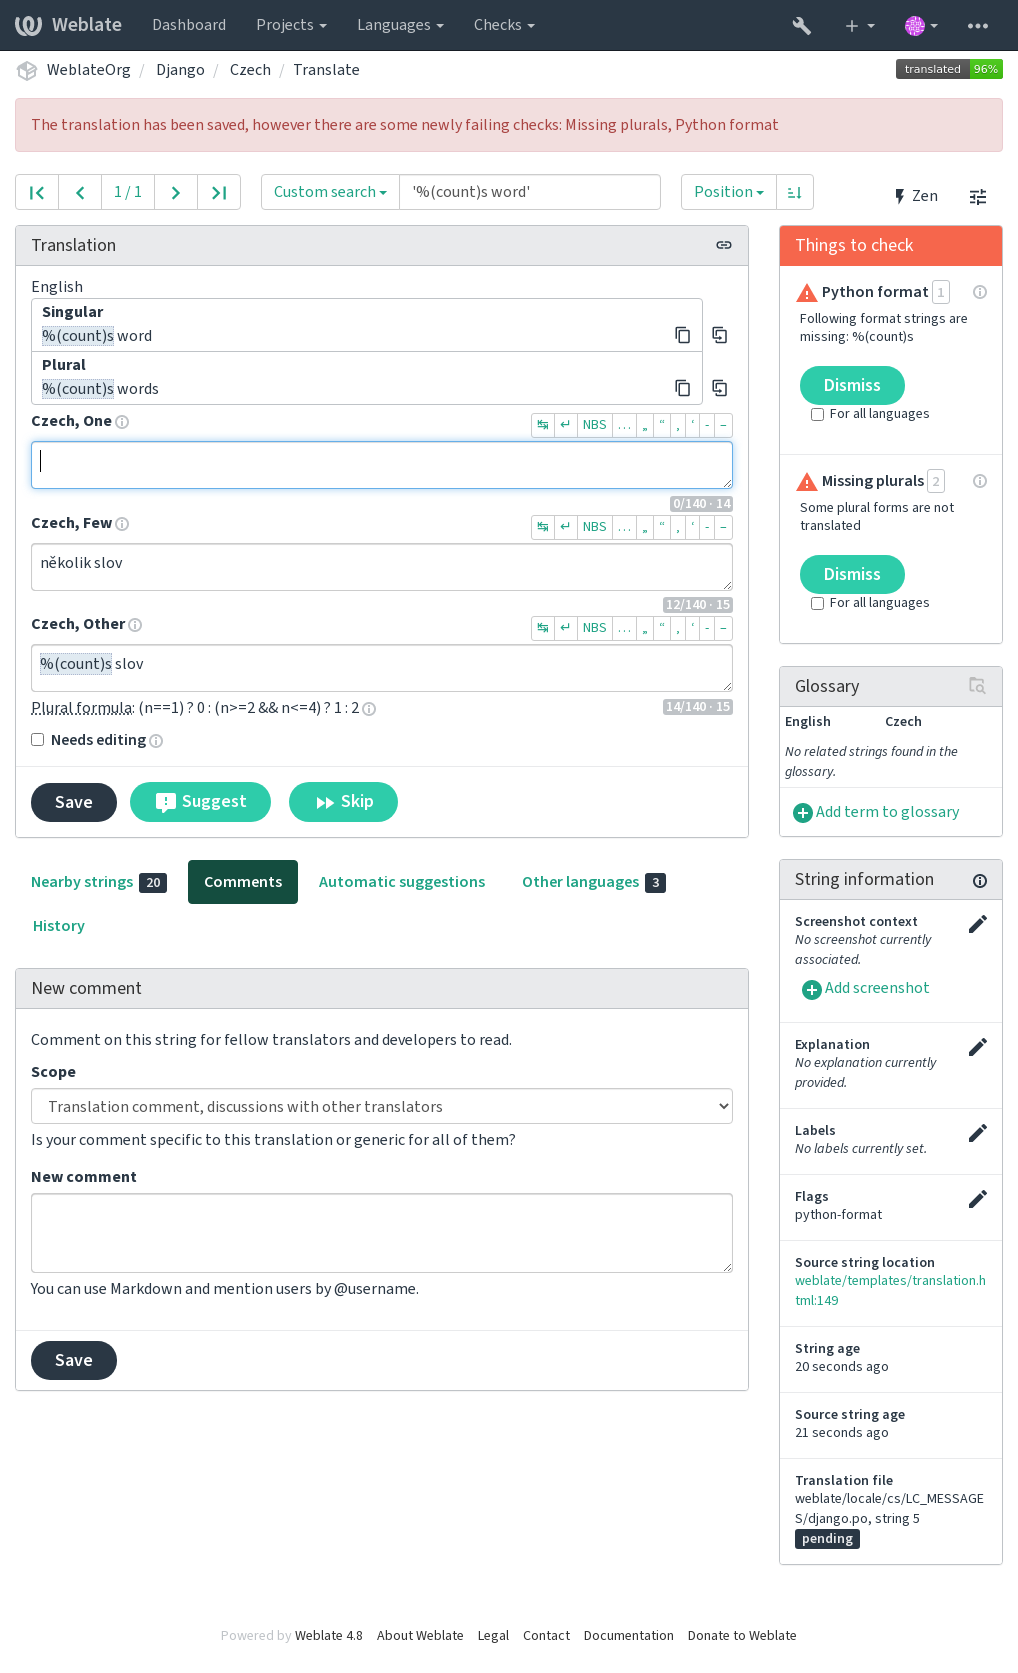 Weblate Dashboard Projects Languages Checks
WeblateOrg / Django / Czech / Translate translated 96%
The translation has been saved, however there are some newly failing checks: Missing plurals, Python format
1 / 1 Custom search '%(count)s word' Position Zen
Translation
English
Singular
%(count)s word
Plural
%(count)s words
Czech, One ↹ ↵ NBS … „ “ ‚ ‘ - –
0/140 · 14
Czech, Few ↹ ↵ NBS … „ “ ‚ ‘ - –
několik slov
12/140 · 15
Czech, Other ↹ ↵ NBS … „ “ ‚ ‘ - –
%(count)s slov
Plural formula: (n==1) ? 0 : (n>=2 && n<=4) ? 1 : 2 14/140 · 15
Needs editing
Save Suggest Skip
Nearby strings 20 Comments Automatic suggestions Other languages 3
History
New comment
Comment on this string for fellow translators and developers to read.
Scope
Translation comment, discussions with other translators
Is your comment specific to this translation or generic for all of them?
New comment
You can use Markdown and mention users by @username.
Save
Things to check
Python format 1
Following format strings are
missing: %(count)s
Dismiss
For all languages
Missing plurals 2
Some plural forms are not
translated
Dismiss
For all languages
Glossary
English Czech
No related strings found in the
glossary.
Add term to glossary
String information
Screenshot context
No screenshot currently
associated.
Add screenshot
Explanation
No explanation currently
provided.
Labels
No labels currently set.
Flags
python-format
Source string location
weblate/templates/translation.h
tml:149
String age
20 seconds ago
Source string age
21 seconds ago
Translation file
weblate/locale/cs/LC_MESSAGE
S/django.po, string 5
pending
Powered by Weblate 4.8 About Weblate Legal Contact Documentation Donate to Weblate